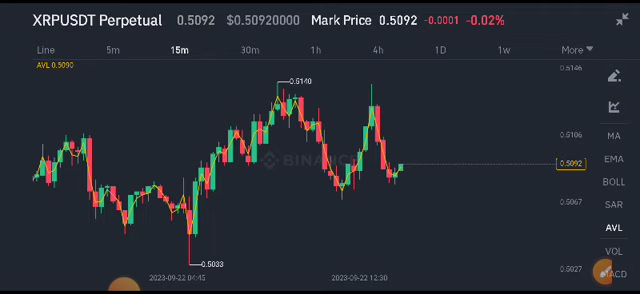 XRPUSDT Perpetual 0.5092 $0.50920000 Mark Price 0.5092 -0.0001 -0.02%
Line 5m 15m 30m 1h 4h 1D 1w More
AVL 0.5090
0.5146
0.5140
0.5106
BINANCE
0.5092
0.5067
0.5033
0.5027
2023-09-22 04:45 2023-09-22 12:30
MA
EMA
BOLL
SAR
AVL
VOL
MACD